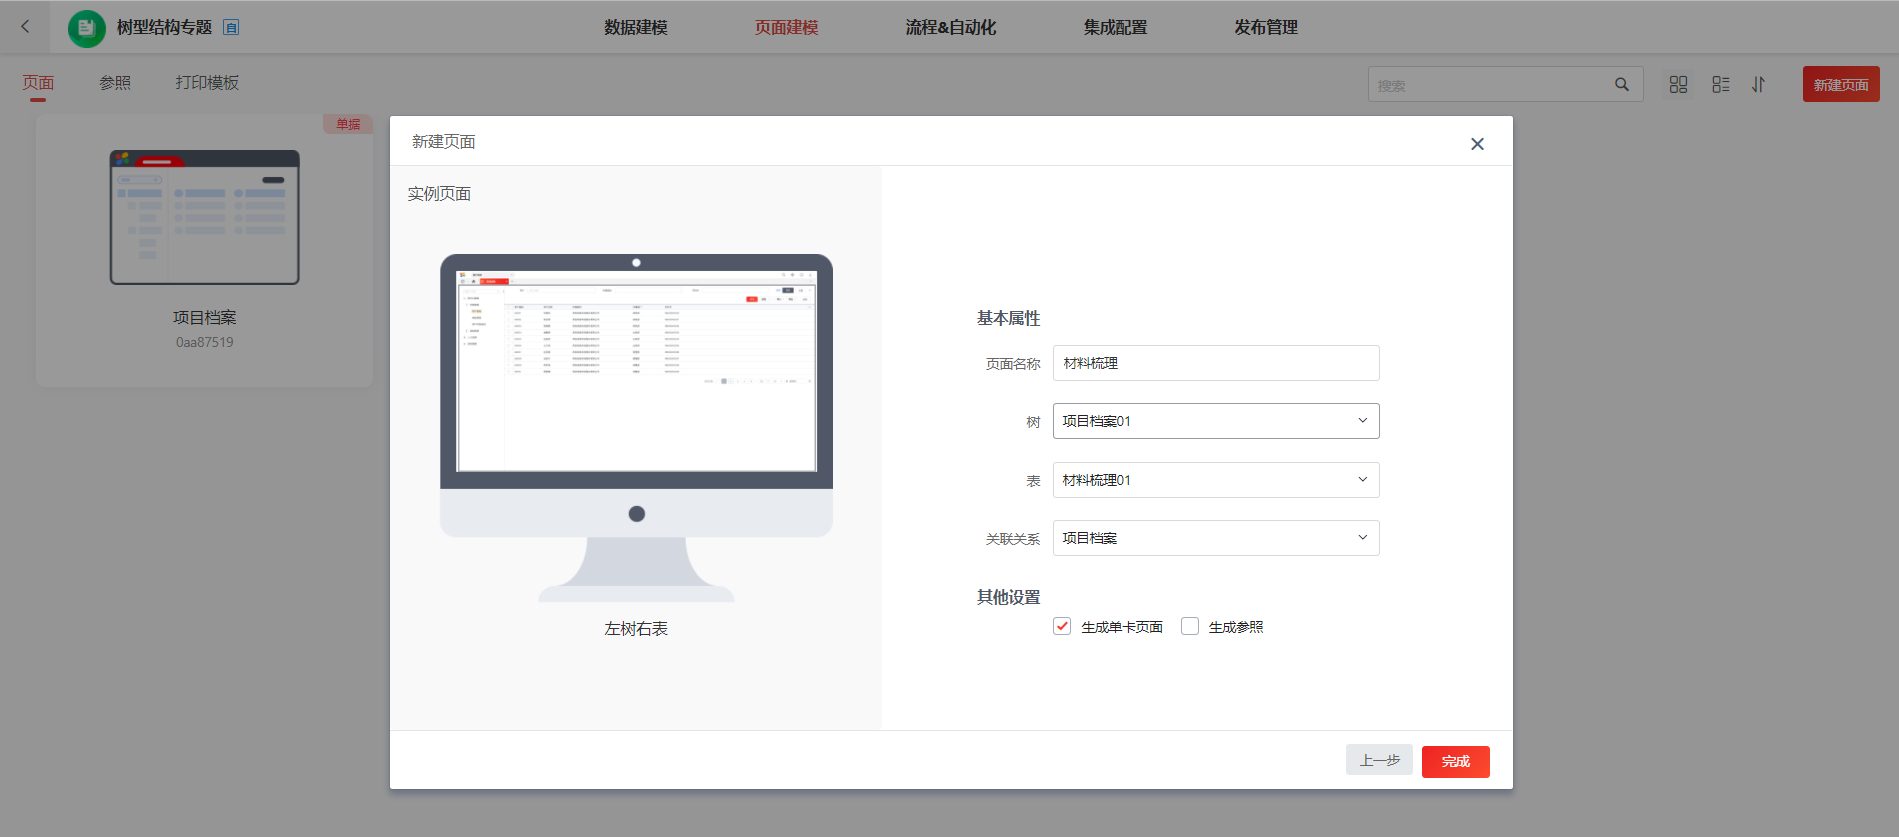 树型结构专题 自
数据建模 页面建模 流程&自动化 集成配置 发布管理
页面 参照 打印模板
搜索
新建页面
单据
项目档案
0aa87519
新建页面
实例页面
左树右表
基本属性
页面名称 材料梳理
树 项目档案01
表 材料梳理01
关联关系 项目档案
其他设置
生成单卡页面 生成参照
上一步 完成